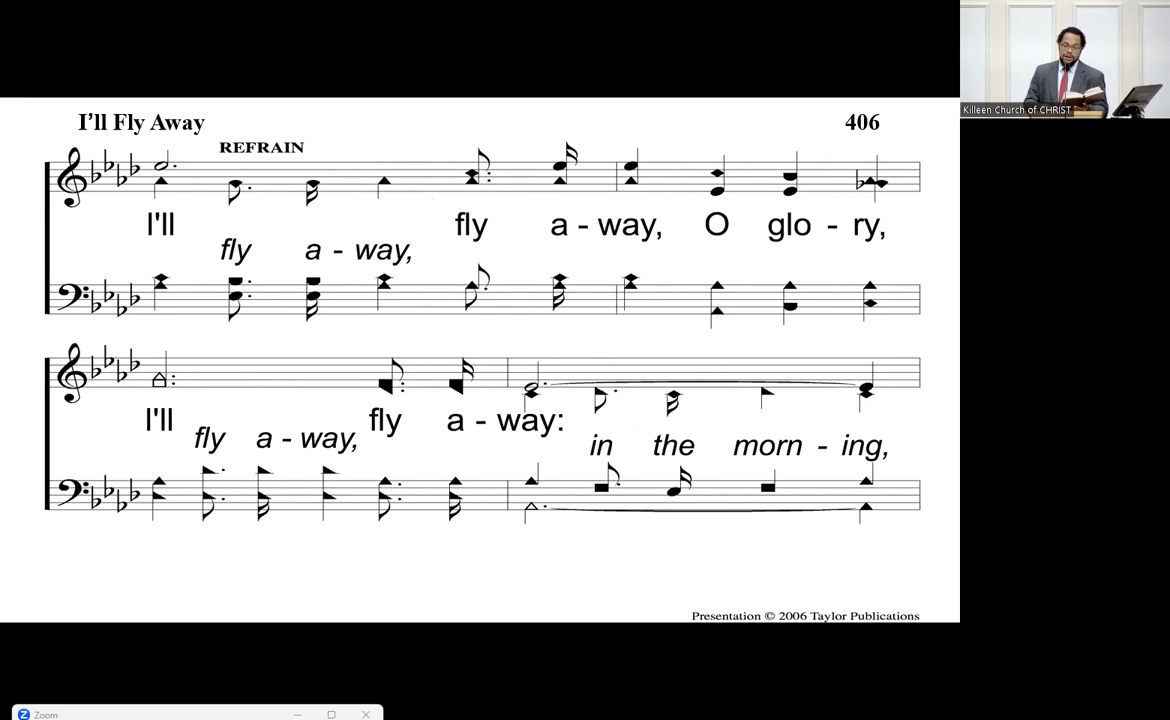 I'll Fly Away 406
REFRAIN
I'll fly a - way, O glo - ry,
fly a - way,
I'll fly a - way:
fly a - way, in the morn - ing,
Presentation © 2006 Taylor Publications
Killeen Church of CHRIST
Zoom